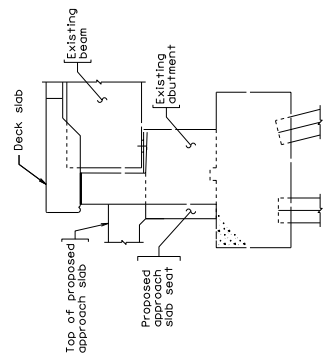 Deck slab
Existing
beam
Existing
abutment
Top of proposed
approach slab
Proposed
approach
slab seat